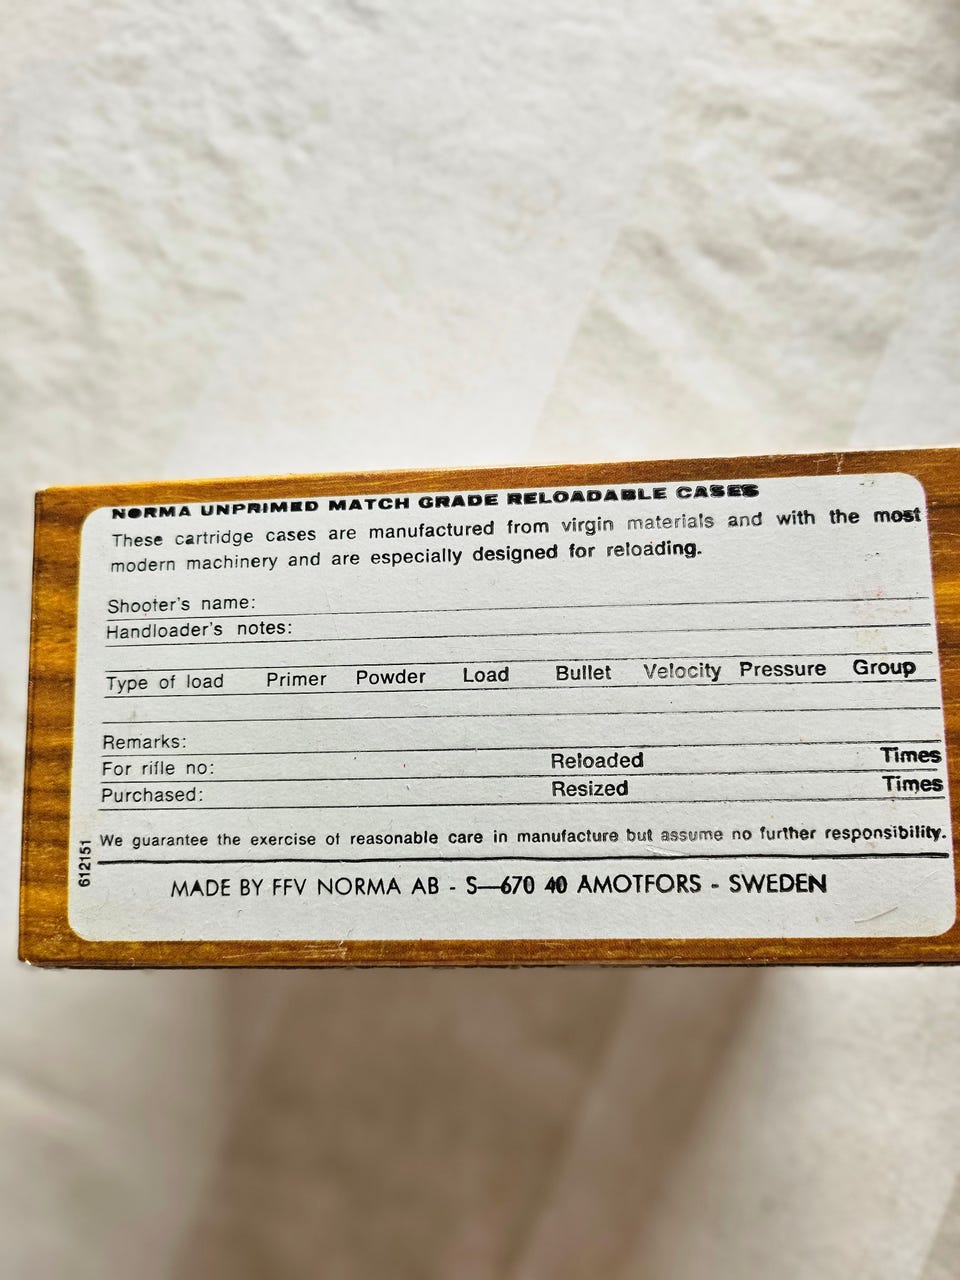 NORMA UNPRIMED MATCH GRADE RELOADABLE CASES
These cartridge cases are manufactured from virgin materials and with the most
modern machinery and are especially designed for reloading.
Shooter's name:
Handloader's notes:
Type of load Primer Powder Load Bullet Velocity Pressure Group
Remarks:
For rifle no: Reloaded Times
Purchased: Resized Times
We guarantee the exercise of reasonable care in manufacture but assume no further responsibility.
612151
MADE BY FFV NORMA AB - S—670 40 AMOTFORS - SWEDEN